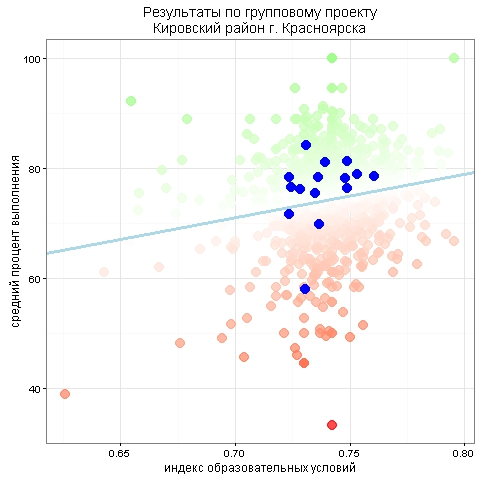 Результаты по групповому проекту
Кировский район г. Красноярска
средний процент выполнения
100
80
60
40
0.65
0.70
0.75
0.80
индекс образовательных условий